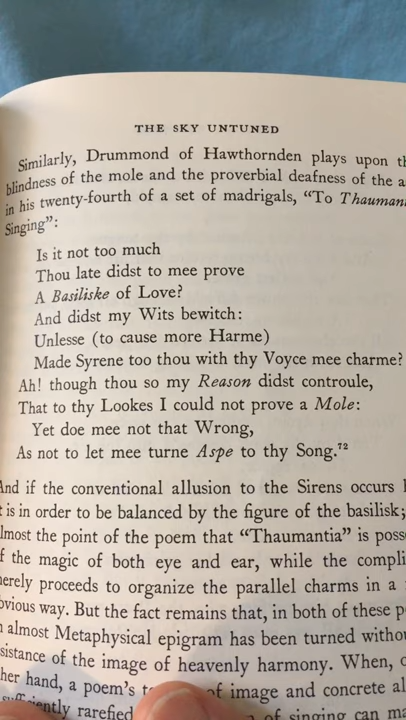 THE SKY UNTUNED
Similarly, Drummond of Hawthornden plays upon
blindness of the mole and the proverbial deafness of the
in his twenty-fourth of a set of madrigals, "To
Singing":
Is it not too much
Thou late didst to mee prove
A Basiliske of Love?
And didst my Wits bewitch:
Unlesse (to cause more Harme)
Made Syrene too thou with thy Voyce mee charme?
Ah! though thou so my Reason didst controule,
That to thy Lookes I could not prove a Mole:
Yet doe mee not that Wrong,
As not to let mee turne Aspe to thy Song.72
And if the conventional allusion to the Sirens occurs
is in order to be balanced by the figure of the basilisk;
the point of the poem that "Thaumantia" is
the magic of both eye and ear, while the
proceeds to organize the parallel charms in a
way. But the fact remains that, in both of these
almost Metaphysical epigram has been turned
of the image of heavenly harmony. When,
hand, a poem's of image and concrete
rarefied of singing can